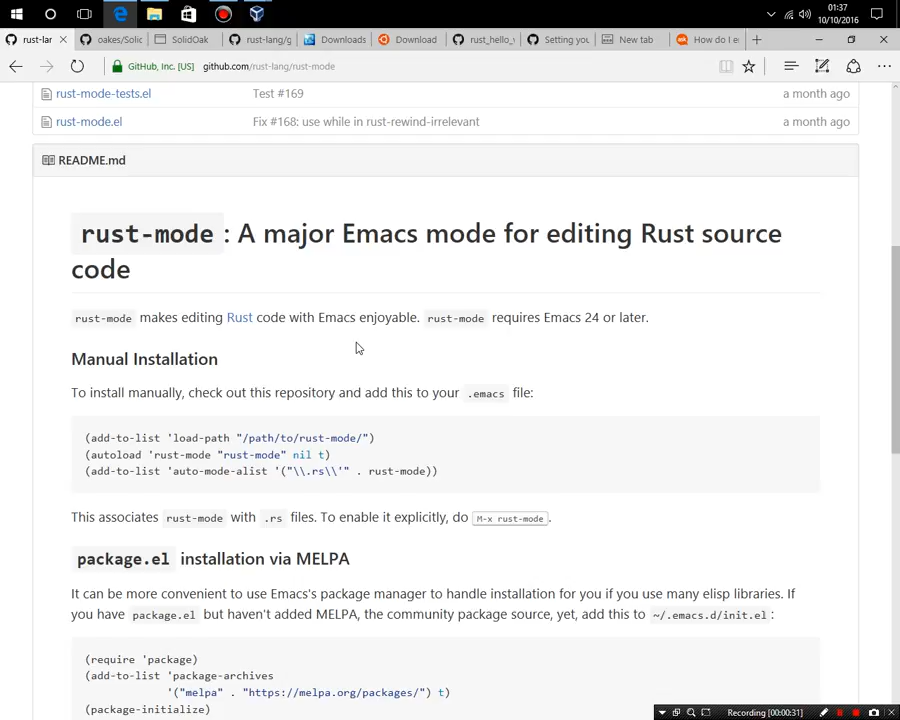 01:37
10/10/2016
rust-lar
oakes/Solid
SolidOak
rust-lang/g
Downloads
Download
rust_hello_
Setting you
New tab
How do I e
GitHub, Inc. [US] github.com/rust-lang/rust-mode
rust-mode-tests.el Test #169 a month ago
rust-mode.el Fix #168: use while in rust-rewind-irrelevant a month ago
README.md
rust-mode : A major Emacs mode for editing Rust source
code
rust-mode makes editing Rust code with Emacs enjoyable. rust-mode requires Emacs 24 or later.
Manual Installation
To install manually, check out this repository and add this to your .emacs file:
(add-to-list 'load-path "/path/to/rust-mode/")
(autoload 'rust-mode "rust-mode" nil t)
(add-to-list 'auto-mode-alist '("\\.rs\\'" . rust-mode))
This associates rust-mode with .rs files. To enable it explicitly, do M-x rust-mode.
package.el installation via MELPA
It can be more convenient to use Emacs's package manager to handle installation for you if you use many elisp libraries. If
you have package.el but haven't added MELPA, the community package source, yet, add this to ~/.emacs.d/init.el :
(require 'package)
(add-to-list 'package-archives
'("melpa" . "https://melpa.org/packages/") t)
(package-initialize)
Recording [00:00:31]